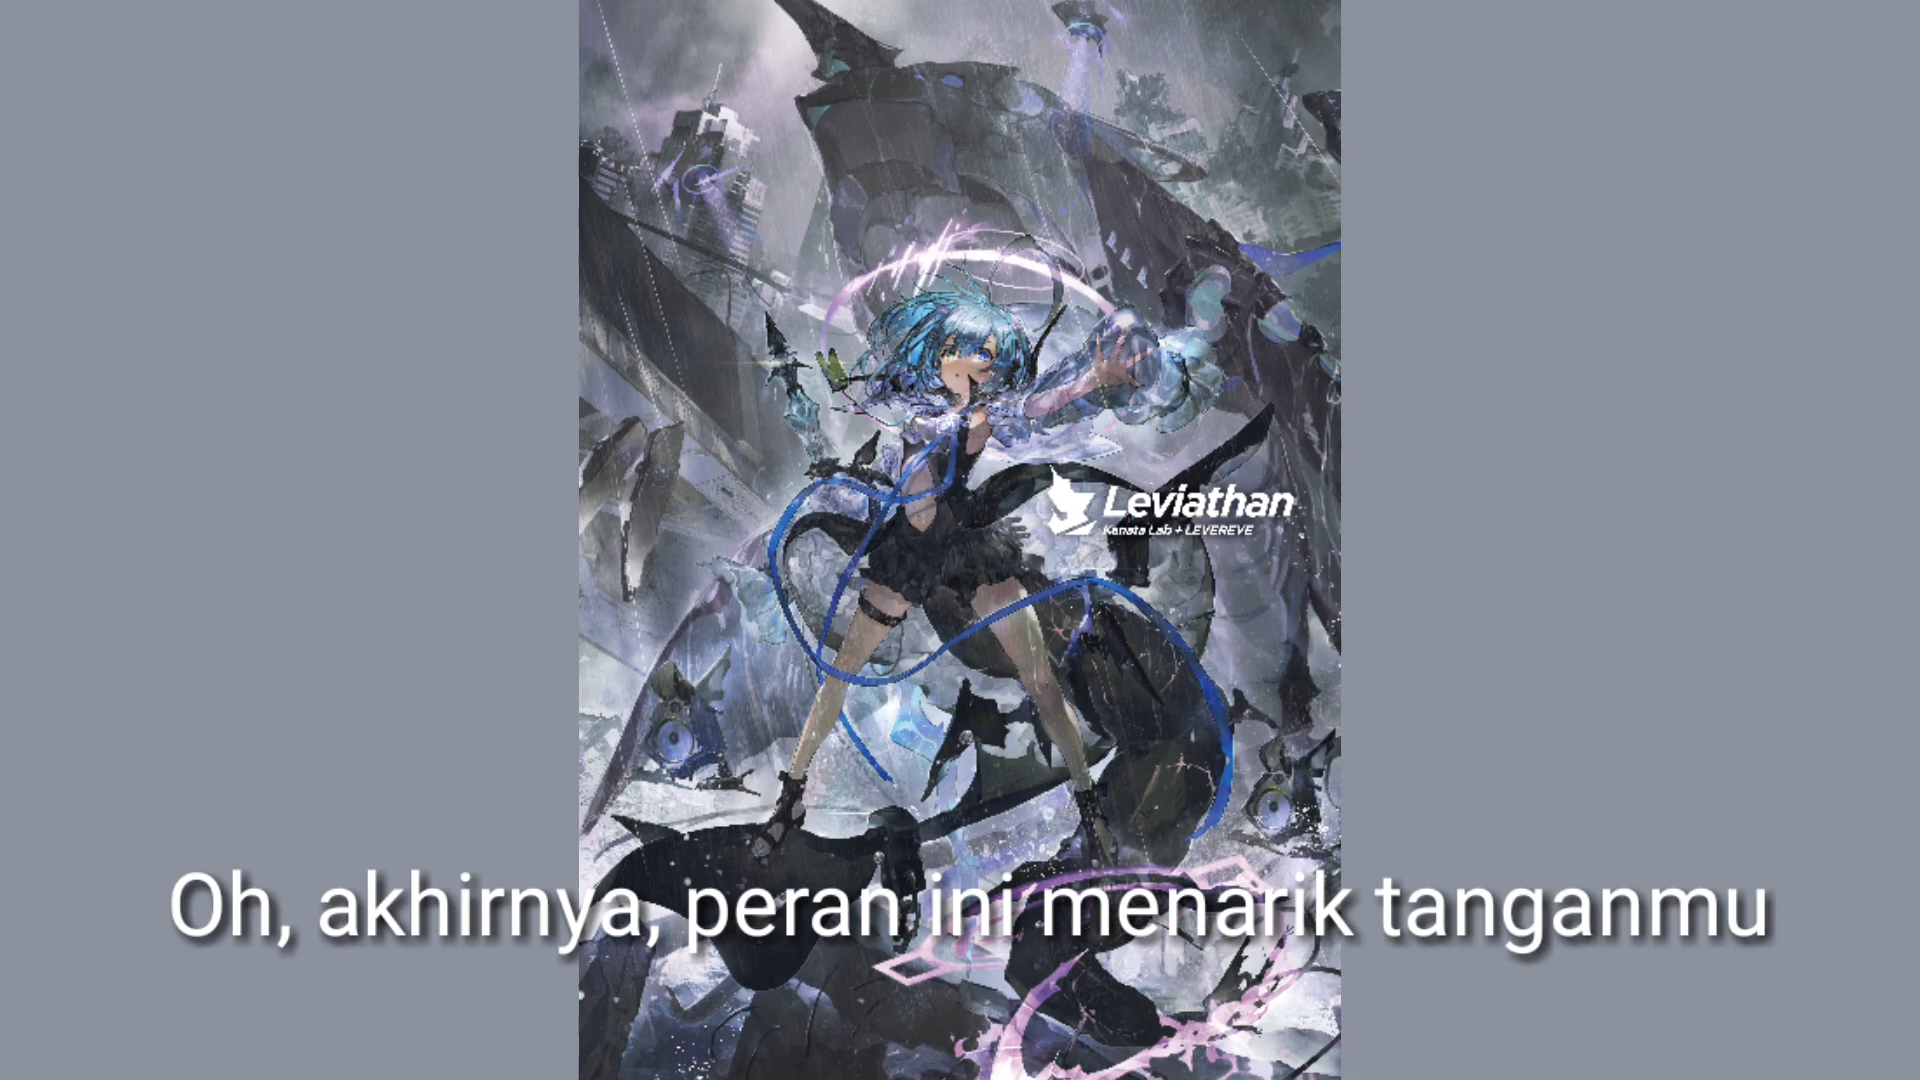 Leviathan
Kanata Lab + LEVEREVE
Oh, akhirnya, peran ini menarik tanganmu